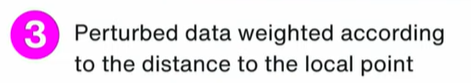 3 Perturbed data weighted according
to the distance to the local point